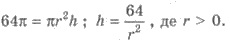 64π = πr²h ; h = 64/r², де r > 0.